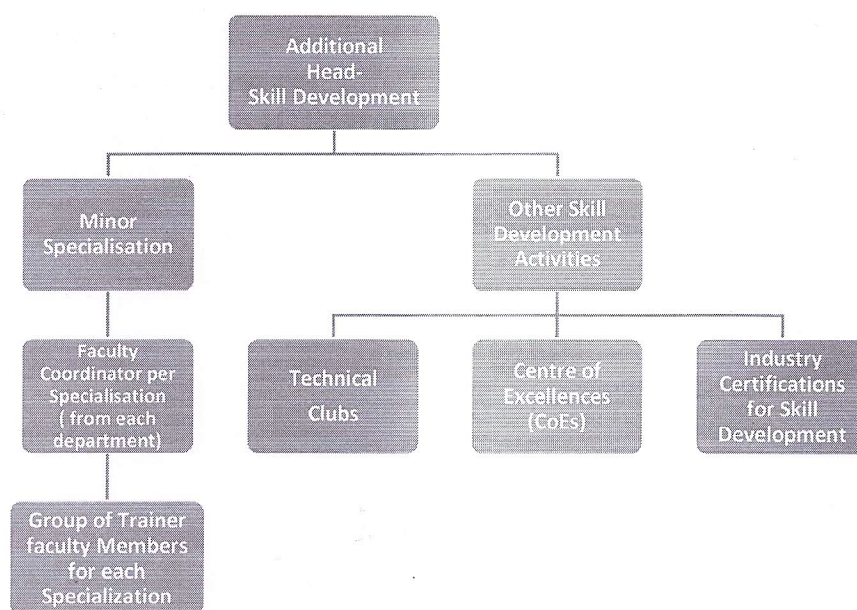 Additional
Head-
Skill Development
Minor
Specialisation
Other Skill
Development
Activities
Faculty
Coordinator per
Specialisation
( from each
department)
Technical
Clubs
Centre of
Excellences
(CoEs)
Industry
Certifications
for Skill
Development
Group of Trainer
faculty Members
for each
Specialization